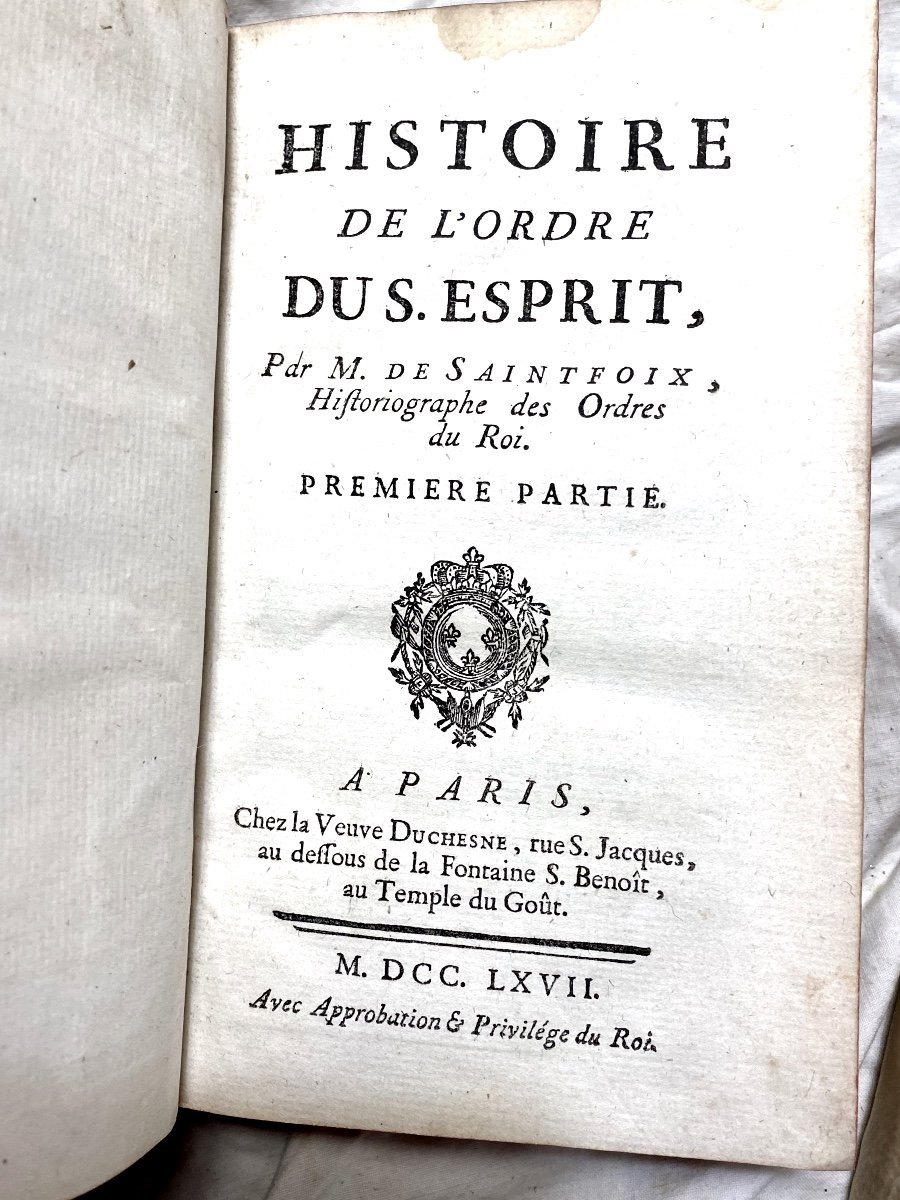 HISTOIRE
DE L'ORDRE
DU S. ESPRIT,
Par M. DE SAINTFOIX,
Hiſtoriographe des Ordres
du Roi.
PREMIERE PARTIE.
A PARIS,
Chez la Veuve DUCHESNE, rue S. Jacques,
au deſſous de la Fontaine S. Benoît,
au Temple du Goût.
M. DCC. LXVII.
Avec Approbation & Privilége du Roi.